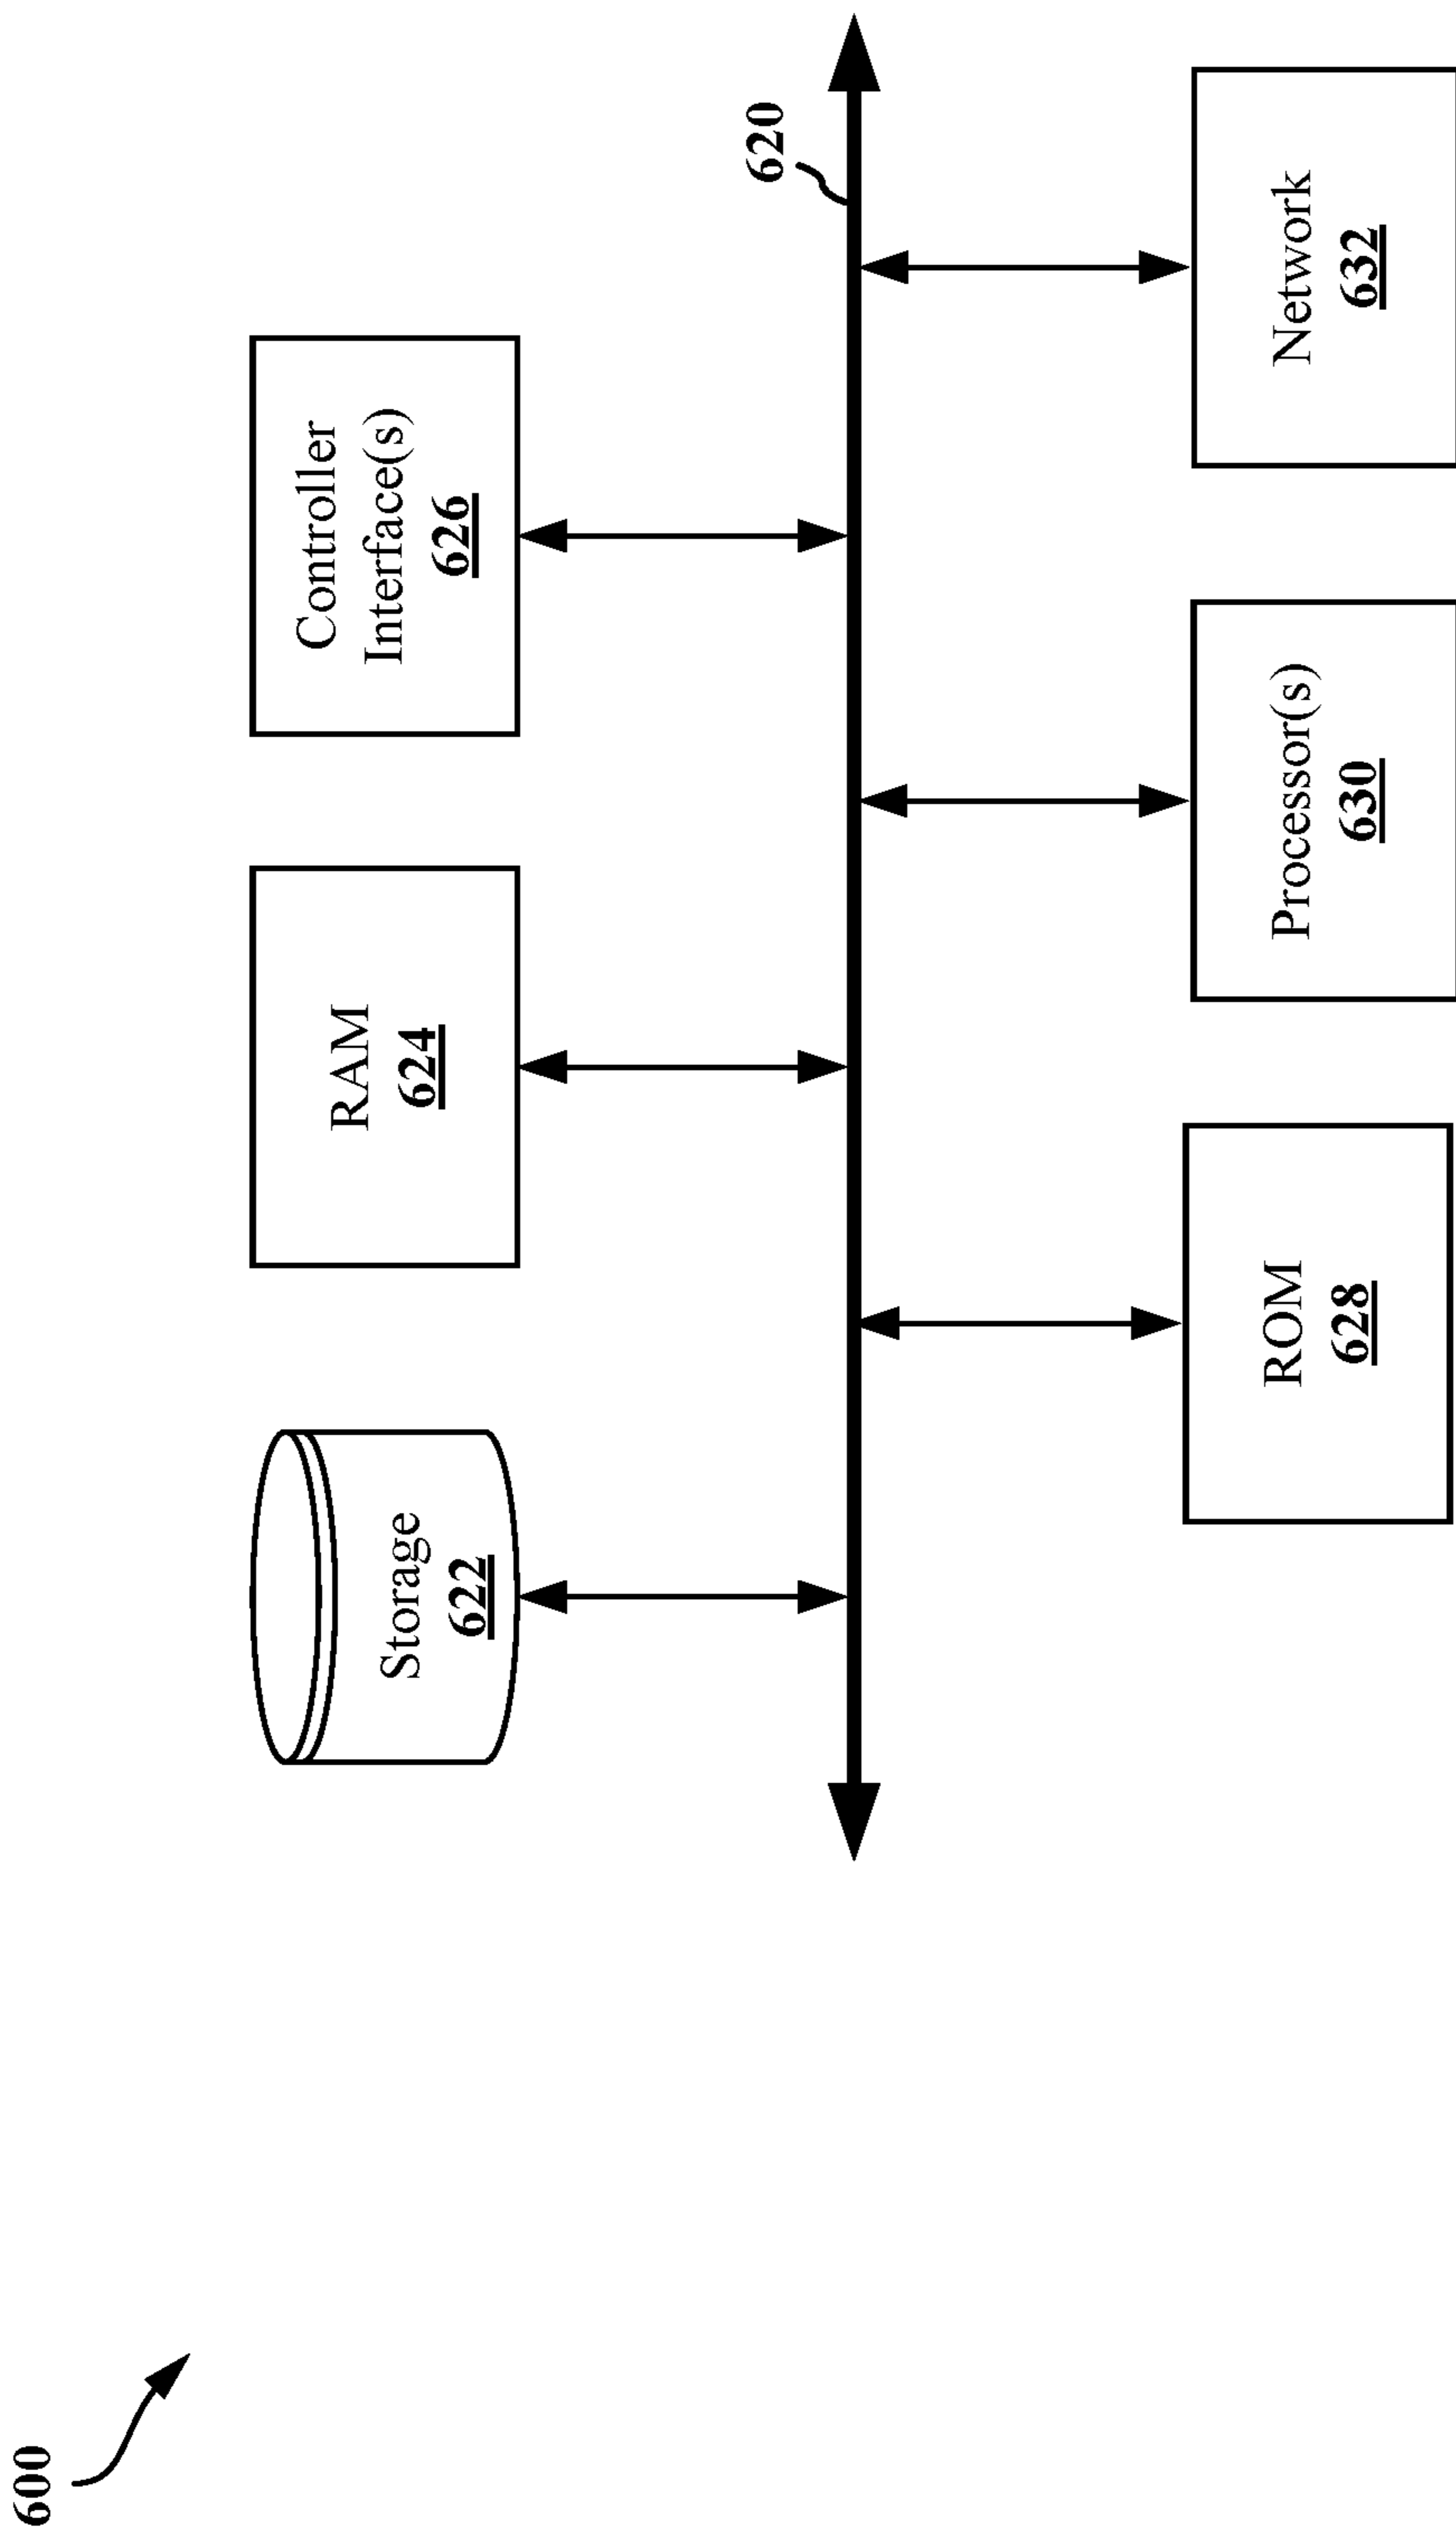 600
Storage
622
RAM
624
Controller
Interface(s)
626
620
ROM
628
Processor(s)
630
Network
632